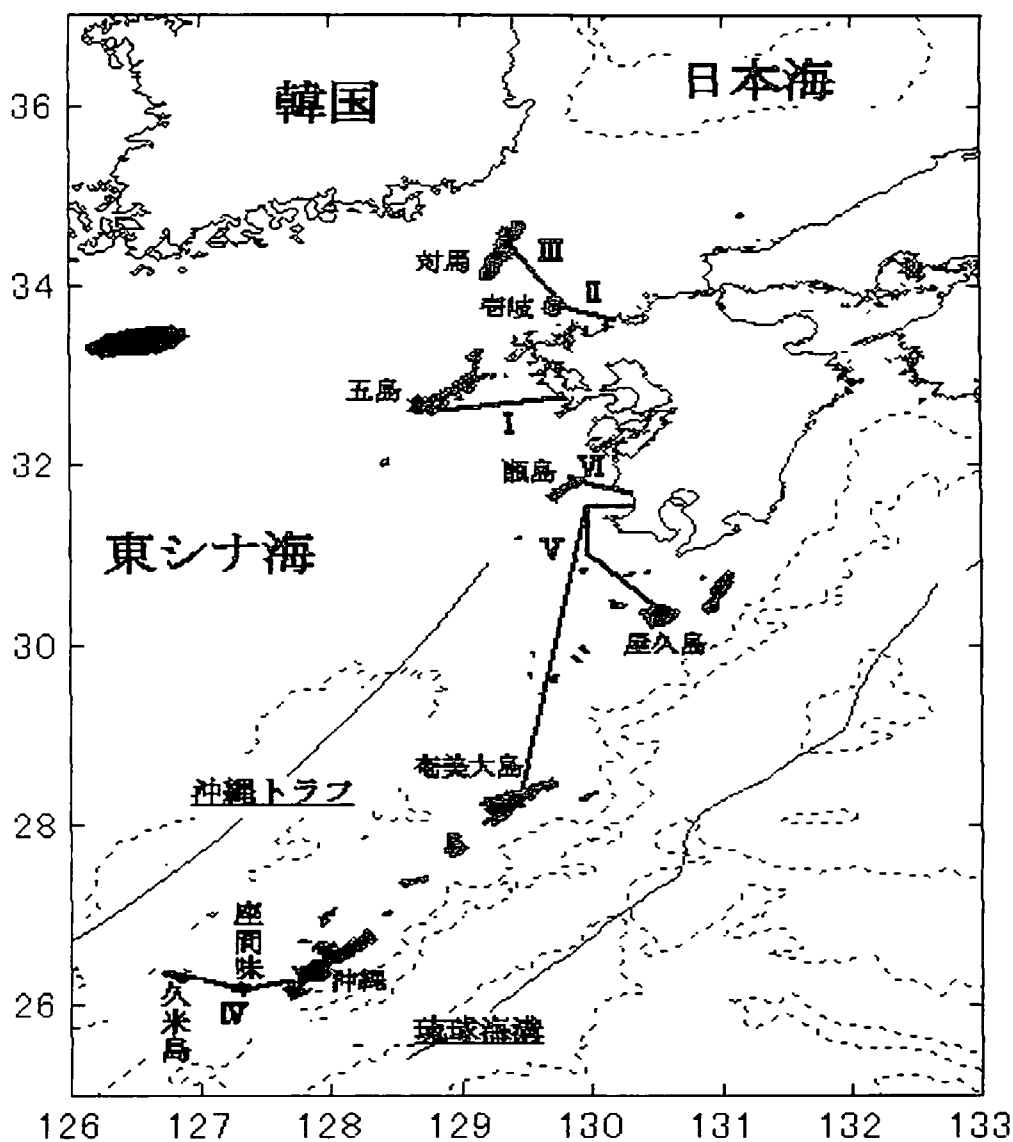 韓国
日本海
36
対馬
III
壱岐
II
34
五島
I
甑島
VI
32
東シナ海
V
屋久島
30
奄美大島
沖縄トラフ
28
座間味
沖縄
久米島
IV
26
琉球海溝
126 127 128 129 130 131 132 133